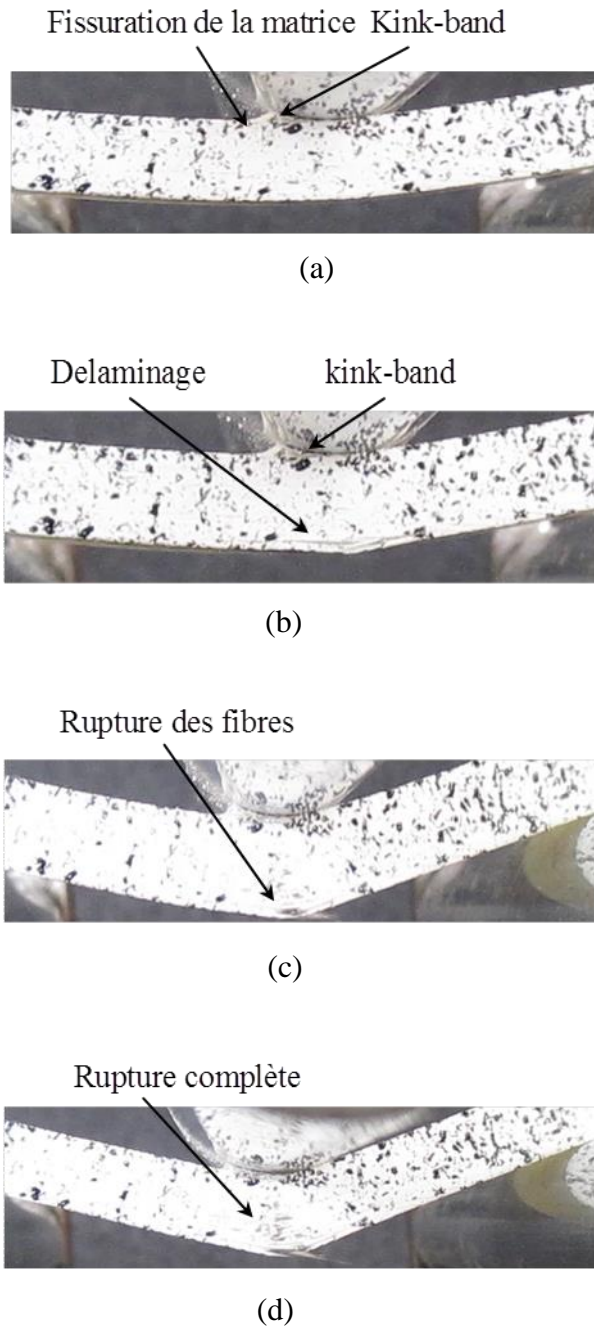 Fissuration de la matrice Kink-band
(a)
Delaminage kink-band
(b)
Rupture des fibres
(c)
Rupture complète
(d)